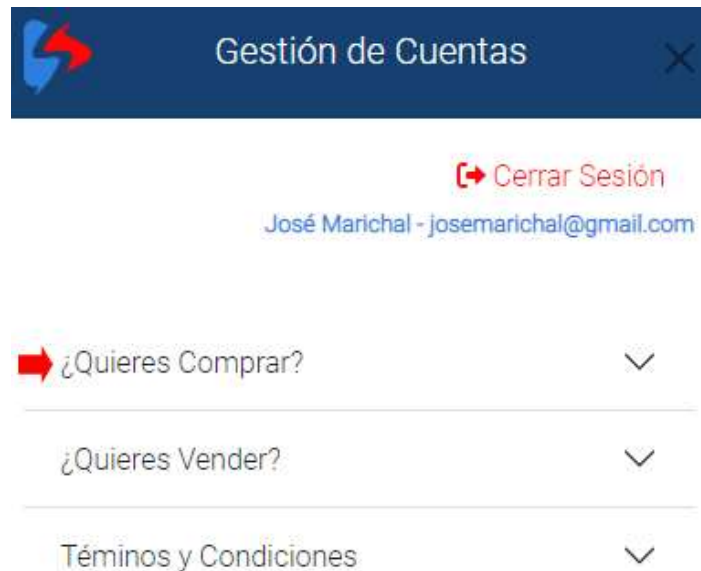 Gestión de Cuentas
Cerrar Sesión
José Marichal - josemarichal@gmail.com
¿Quieres Comprar?
¿Quieres Vender?
Téminos y Condiciones